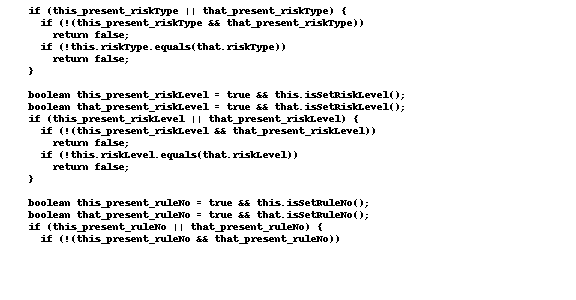 if (this_present_riskType || that_present_riskType) {
if (!(this_present_riskType && that_present_riskType))
return false;
if (!this.riskType.equals(that.riskType))
return false;
}
boolean this_present_riskLevel = true && this.isSetRiskLevel();
boolean that_present_riskLevel = true && that.isSetRiskLevel();
if (this_present_riskLevel || that_present_riskLevel) {
if (!(this_present_riskLevel && that_present_riskLevel))
return false;
if (!this.riskLevel.equals(that.riskLevel))
return false;
}
boolean this_present_ruleNo = true && this.isSetRuleNo();
boolean that_present_ruleNo = true && that.isSetRuleNo();
if (this_present_ruleNo || that_present_ruleNo) {
if (!(this_present_ruleNo && that_present_ruleNo))